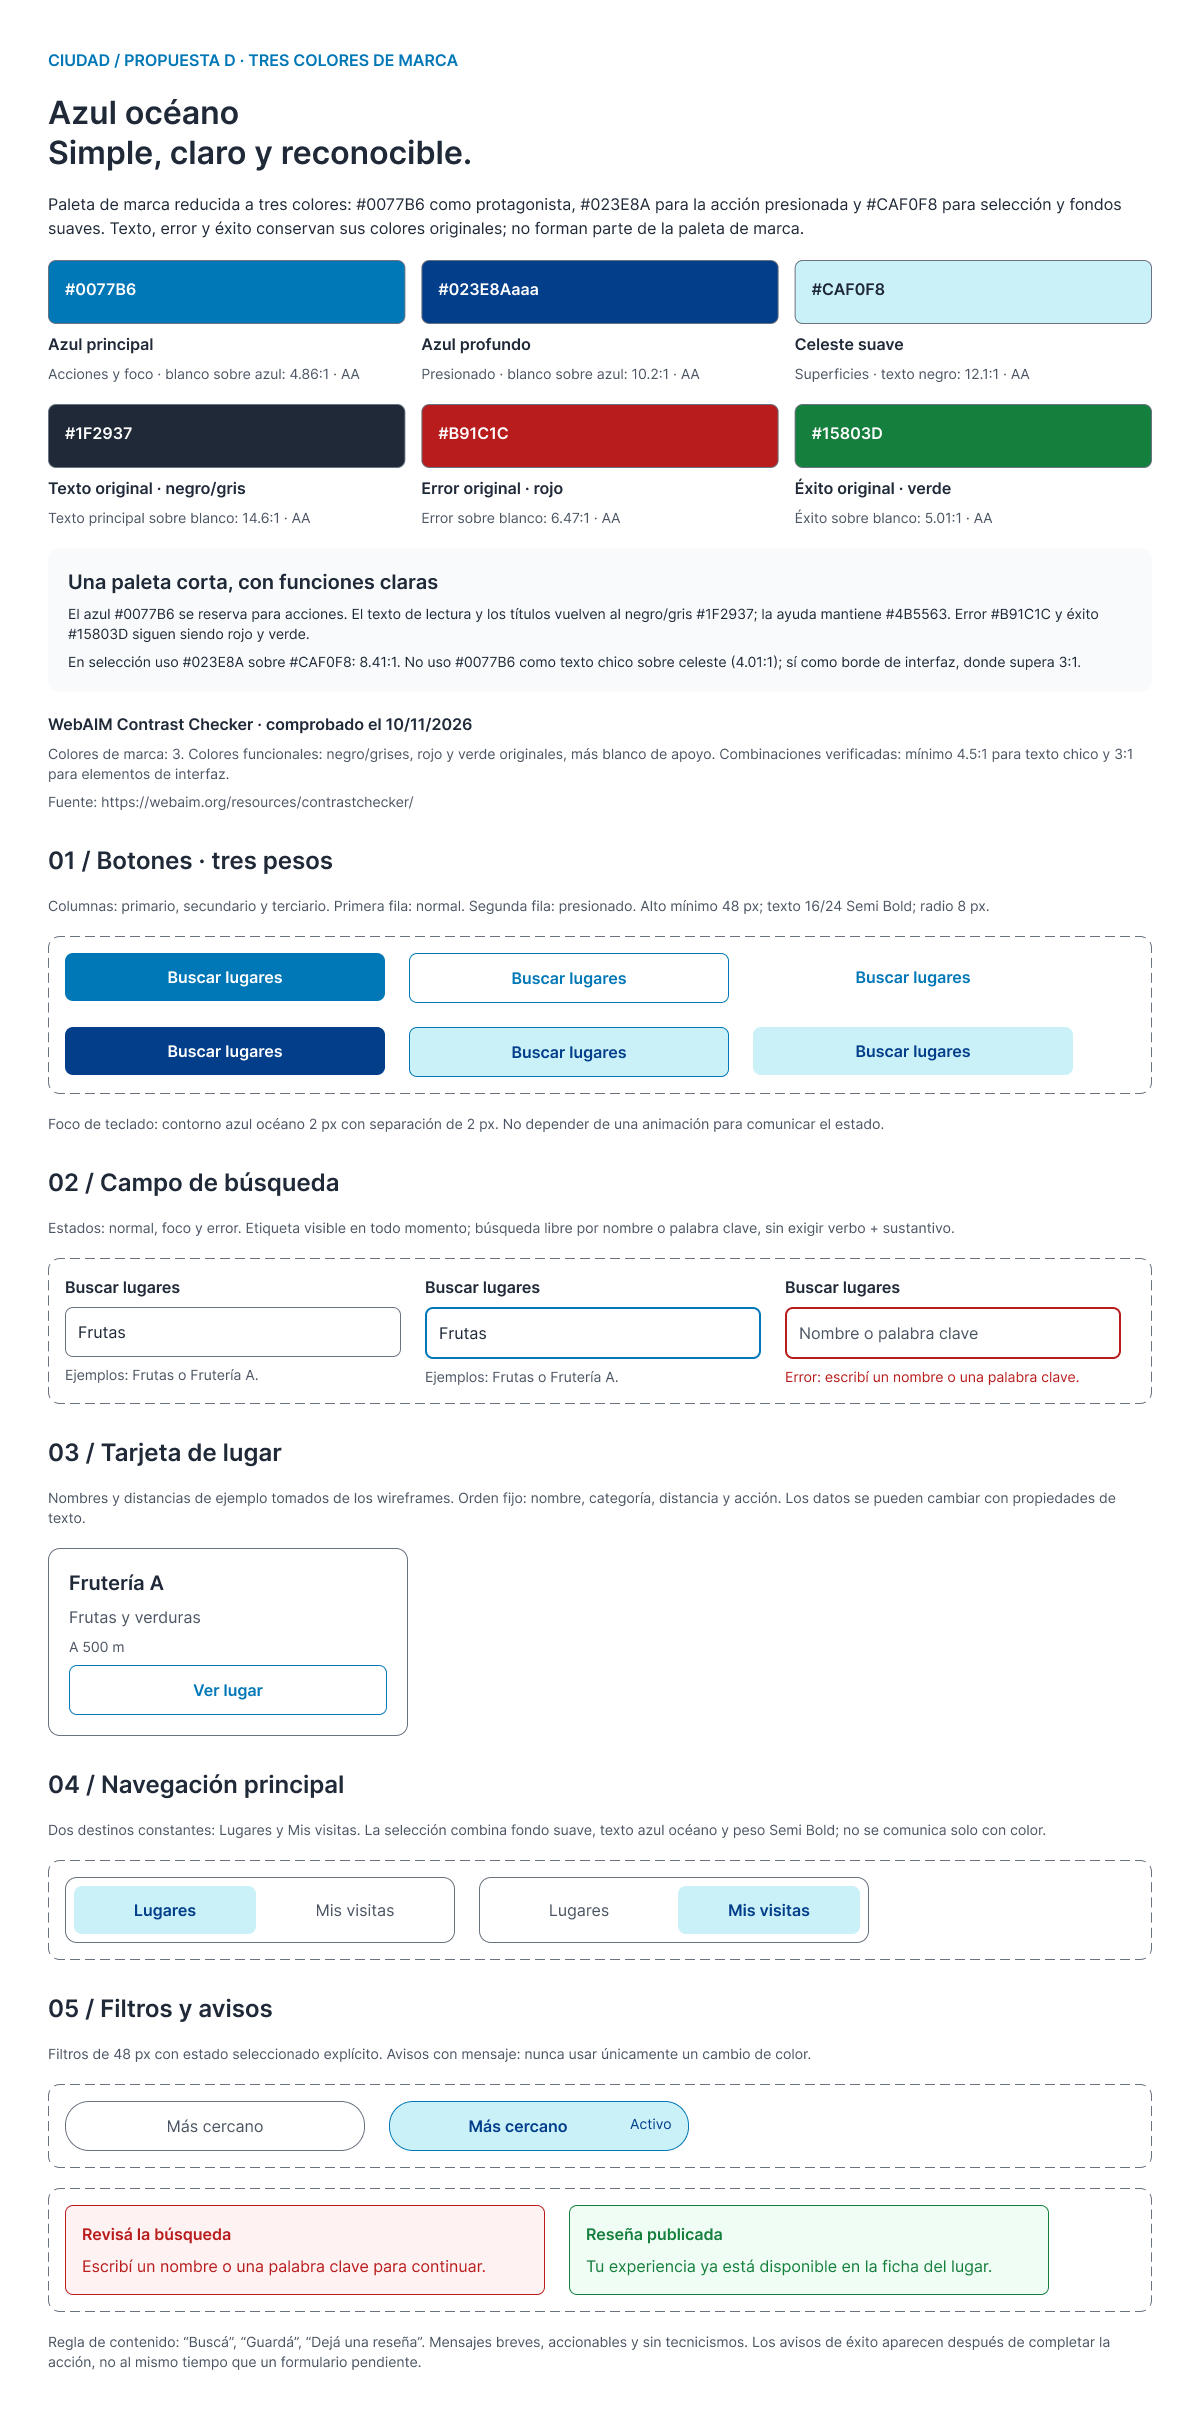 CIUDAD / PROPUESTA D · TRES COLORES DE MARCA
Azul océano
Simple, claro y reconocible.
Paleta de marca reducida a tres colores: #0077B6 como protagonista, #023E8A para la acción presionada y #CAF0F8 para selección y fondos
suaves. Texto, error y éxito conservan sus colores originales; no forman parte de la paleta de marca.
#0077B6
#023E8Aaaa
#CAF0F8
Azul principal
Azul profundo
Celeste suave
Acciones y foco · blanco sobre azul: 4.86:1 · AA
Presionado · blanco sobre azul: 10.2:1 · AA
Superficies · texto negro: 12.1:1 · AA
#1F2937
#B91C1C
#15803D
Texto original · negro/gris
Error original · rojo
Éxito original · verde
Texto principal sobre blanco: 14.6:1 · AA
Error sobre blanco: 6.47:1 · AA
Éxito sobre blanco: 5.01:1 · AA
Una paleta corta, con funciones claras
El azul #0077B6 se reserva para acciones. El texto de lectura y los títulos vuelven al negro/gris #1F2937; la ayuda mantiene #4B5563. Error #B91C1C y éxito
#15803D siguen siendo rojo y verde.
En selección uso #023E8A sobre #CAF0F8: 8.41:1. No uso #0077B6 como texto chico sobre celeste (4.01:1); sí como borde de interfaz, donde supera 3:1.
WebAIM Contrast Checker · comprobado el 10/11/2026
Colores de marca: 3. Colores funcionales: negro/grises, rojo y verde originales, más blanco de apoyo. Combinaciones verificadas: mínimo 4.5:1 para texto chico y 3:1
para elementos de interfaz.
Fuente: https://webaim.org/resources/contrastchecker/
01 / Botones · tres pesos
Columnas: primario, secundario y terciario. Primera fila: normal. Segunda fila: presionado. Alto mínimo 48 px; texto 16/24 Semi Bold; radio 8 px.
Buscar lugares
Buscar lugares
Buscar lugares
Buscar lugares
Buscar lugares
Buscar lugares
Foco de teclado: contorno azul océano 2 px con separación de 2 px. No depender de una animación para comunicar el estado.
02 / Campo de búsqueda
Estados: normal, foco y error. Etiqueta visible en todo momento; búsqueda libre por nombre o palabra clave, sin exigir verbo + sustantivo.
Buscar lugares
Buscar lugares
Buscar lugares
Frutas
Frutas
Nombre o palabra clave
Ejemplos: Frutas o Frutería A.
Ejemplos: Frutas o Frutería A.
Error: escribí un nombre o una palabra clave.
03 / Tarjeta de lugar
Nombres y distancias de ejemplo tomados de los wireframes. Orden fijo: nombre, categoría, distancia y acción. Los datos se pueden cambiar con propiedades de
texto.
Frutería A
Frutas y verduras
A 500 m
Ver lugar
04 / Navegación principal
Dos destinos constantes: Lugares y Mis visitas. La selección combina fondo suave, texto azul océano y peso Semi Bold; no se comunica solo con color.
Lugares
Mis visitas
Lugares
Mis visitas
05 / Filtros y avisos
Filtros de 48 px con estado seleccionado explícito. Avisos con mensaje: nunca usar únicamente un cambio de color.
Más cercano
Más cercano
Activo
Revisá la búsqueda
Escribí un nombre o una palabra clave para continuar.
Reseña publicada
Tu experiencia ya está disponible en la ficha del lugar.
Regla de contenido: “Buscá”, “Guardá”, “Dejá una reseña”. Mensajes breves, accionables y sin tecnicismos. Los avisos de éxito aparecen después de completar la
acción, no al mismo tiempo que un formulario pendiente.